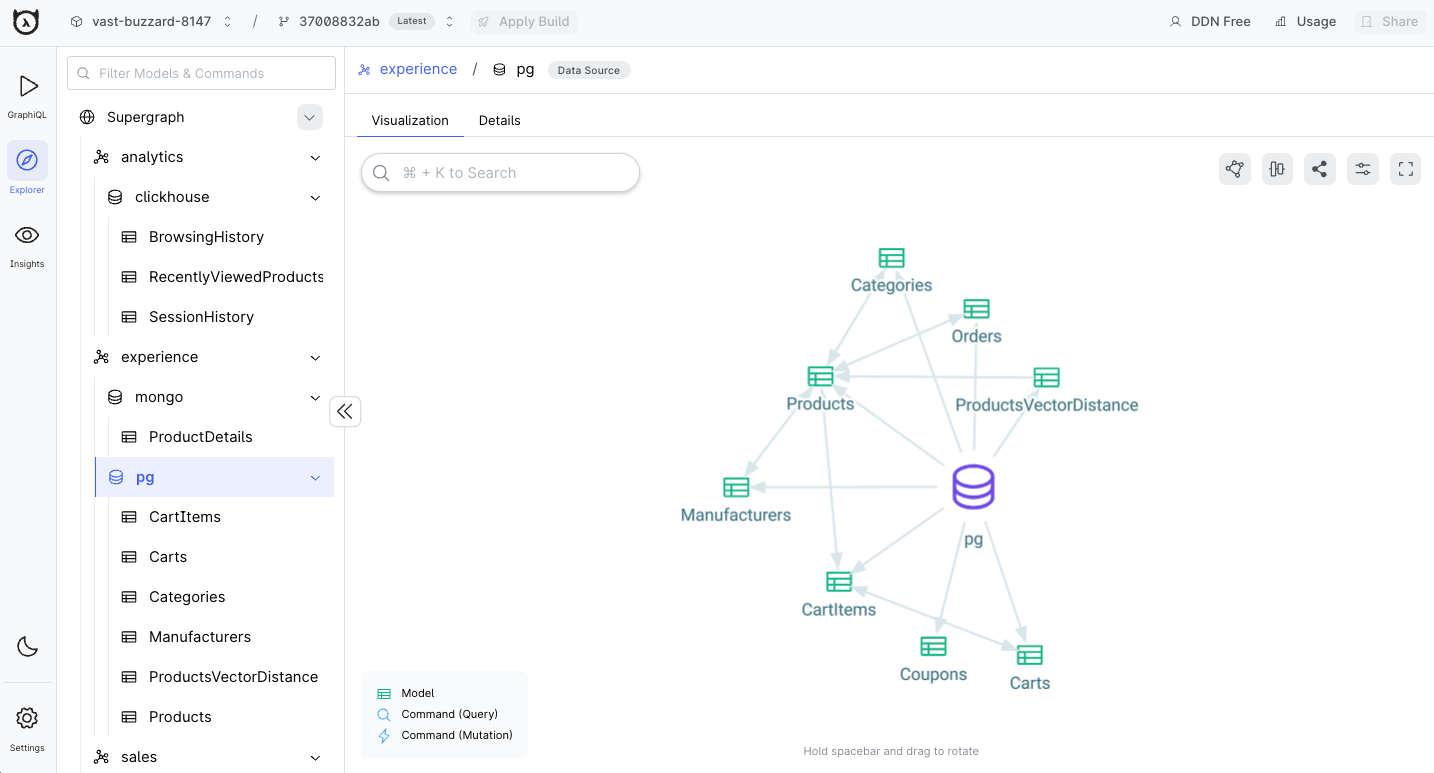 vast-buzzard-8147 / 37008832ab Latest Apply Build DDN Free Usage Share
GraphiQL
Explorer
Insights
Settings
Filter Models & Commands
Supergraph
analytics
clickhouse
BrowsingHistory
RecentlyViewedProducts
SessionHistory
experience
mongo
ProductDetails
pg
CartItems
Carts
Categories
Manufacturers
ProductsVectorDistance
Products
sales
experience / pg Data Source
Visualization Details
⌘ + K to Search
Categories
Orders
Products
ProductsVectorDistance
Manufacturers
pg
CartItems
Coupons
Carts
Model
Command (Query)
Command (Mutation)
Hold spacebar and drag to rotate